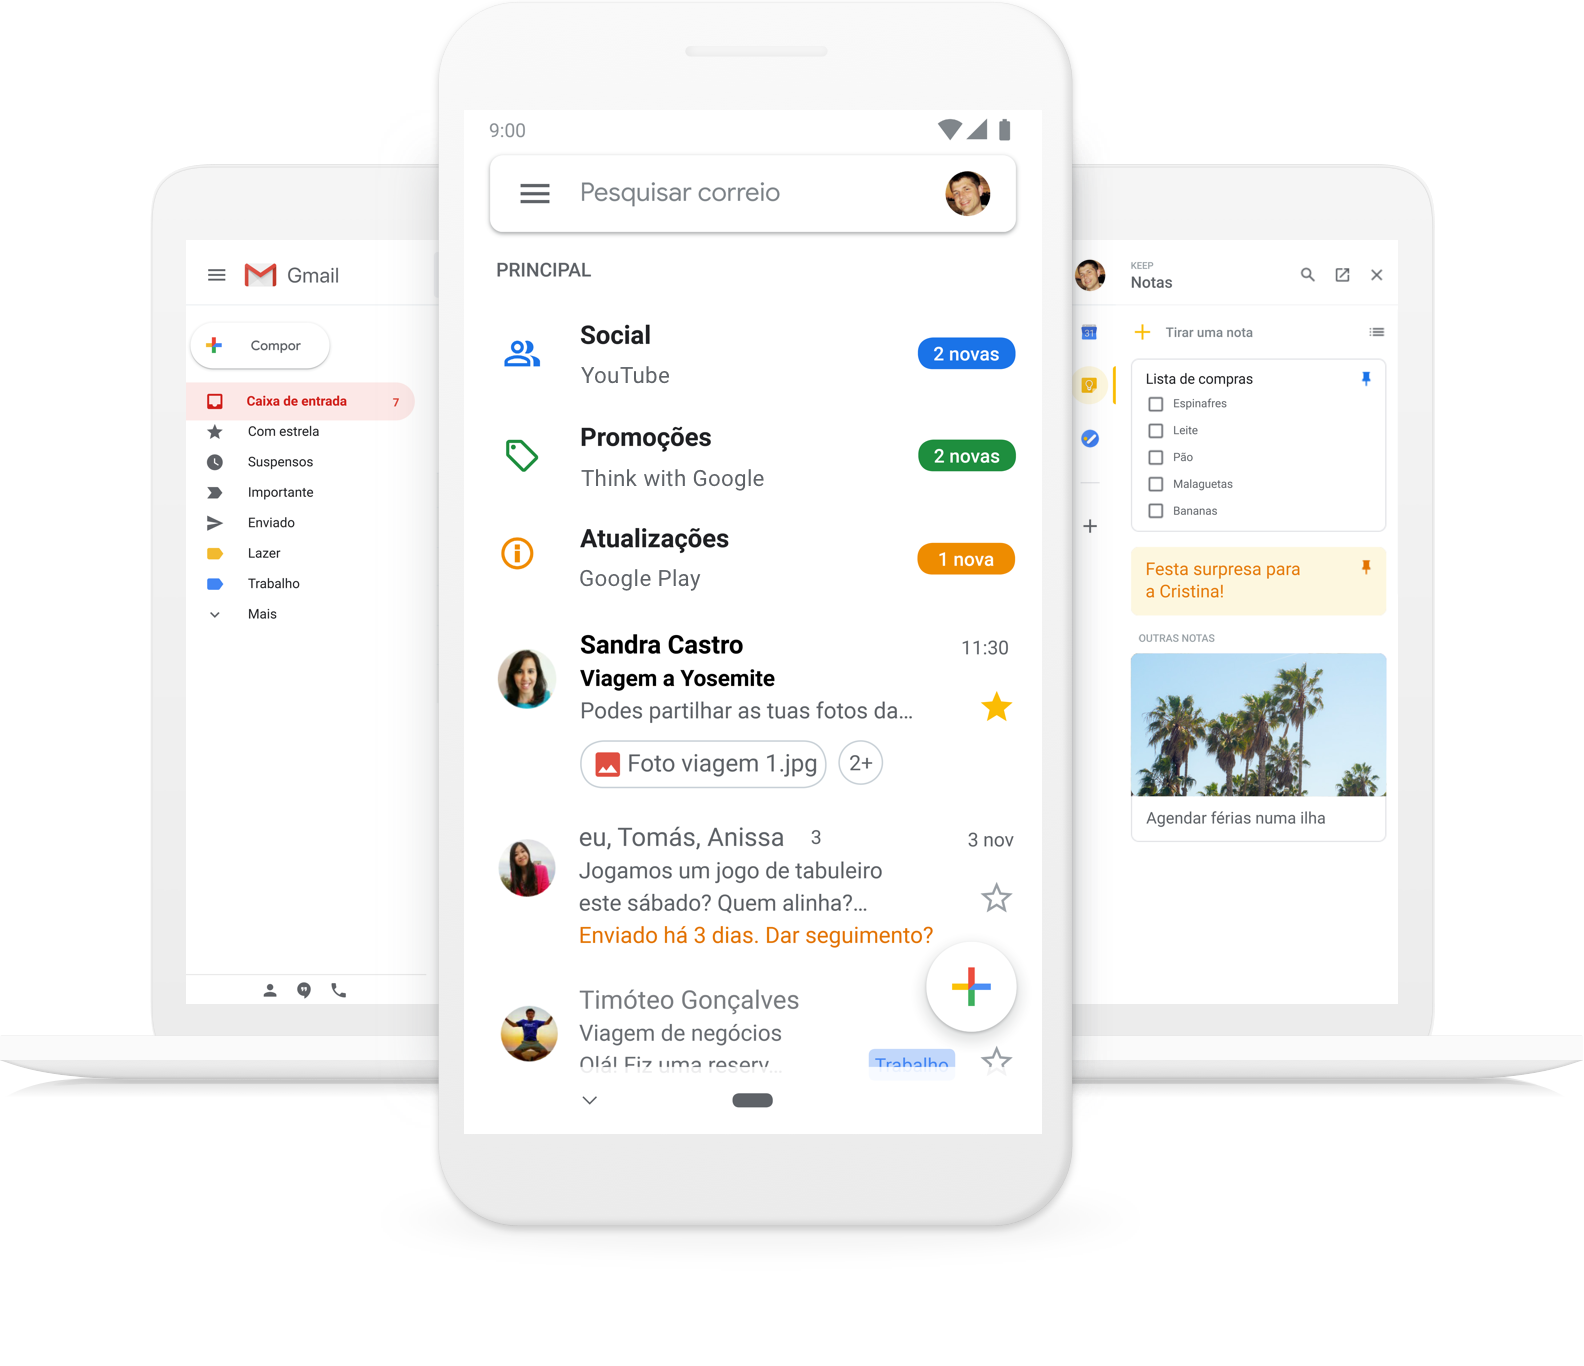 Gmail
Compor
Caixa de entrada 7
Com estrela
Suspensos
Importante
Enviado
Lazer
Trabalho
Mais
9:00
Pesquisar correio
PRINCIPAL
Social
YouTube
2 novas
Promoções
Think with Google
2 novas
Atualizações
Google Play
1 nova
Sandra Castro
11:30
Viagem a Yosemite
Podes partilhar as tuas fotos da...
Foto viagem 1.jpg
2+
eu, Tomás, Anissa 3
3 nov
Jogamos um jogo de tabuleiro
este sábado? Quem alinha?...
Enviado há 3 dias. Dar seguimento?
Timóteo Gonçalves
Viagem de negócios
Olá! Fiz uma reserv...
Trabalho
KEEP
Notas
31
Tirar uma nota
Lista de compras
Espinafres
Leite
Pão
Malaguetas
Bananas
Festa surpresa para
a Cristina!
OUTRAS NOTAS
Agendar férias numa ilha